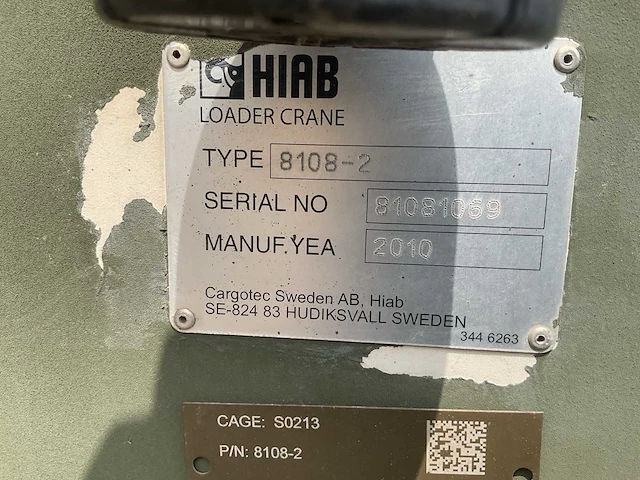 HIAB
LOADER CRANE
TYPE 8108-2
SERIAL NO 81081069
MANUF.YEA 2010
Cargotec Sweden AB, Hiab
SE-824 83 HUDIKSVALL SWEDEN
344 6263
CAGE: S0213
P/N: 8108-2